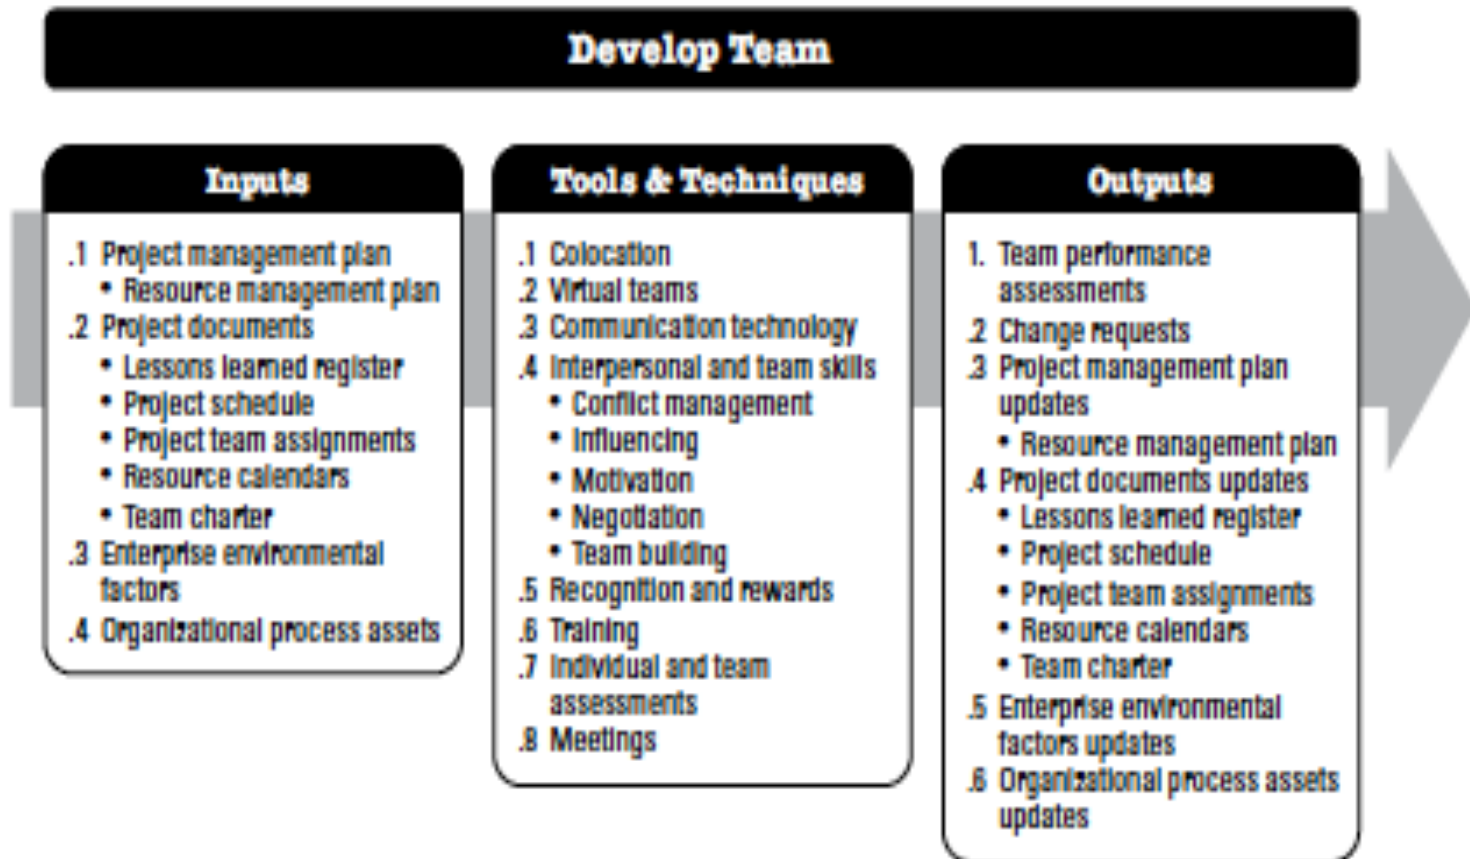 Develop Team
Inputs
.1 Project management plan
• Resource management plan
.2 Project documents
• Lessons learned register
• Project schedule
• Project team assignments
• Resource calendars
• Team charter
.3 Enterprise environmental
factors
.4 Organizational process assets
Tools & Techniques
.1 Colocation
.2 Virtual teams
.3 Communication technology
.4 Interpersonal and team skills
• Conflict management
• Influencing
• Motivation
• Negotiation
• Team building
.5 Recognition and rewards
.6 Training
.7 Individual and team
assessments
.8 Meetings
Outputs
1. Team performance
assessments
.2 Change requests
.3 Project management plan
updates
• Resource management plan
.4 Project documents updates
• Lessons learned register
• Project schedule
• Project team assignments
• Resource calendars
• Team charter
.5 Enterprise environmental
factors updates
.6 Organizational process assets
updates